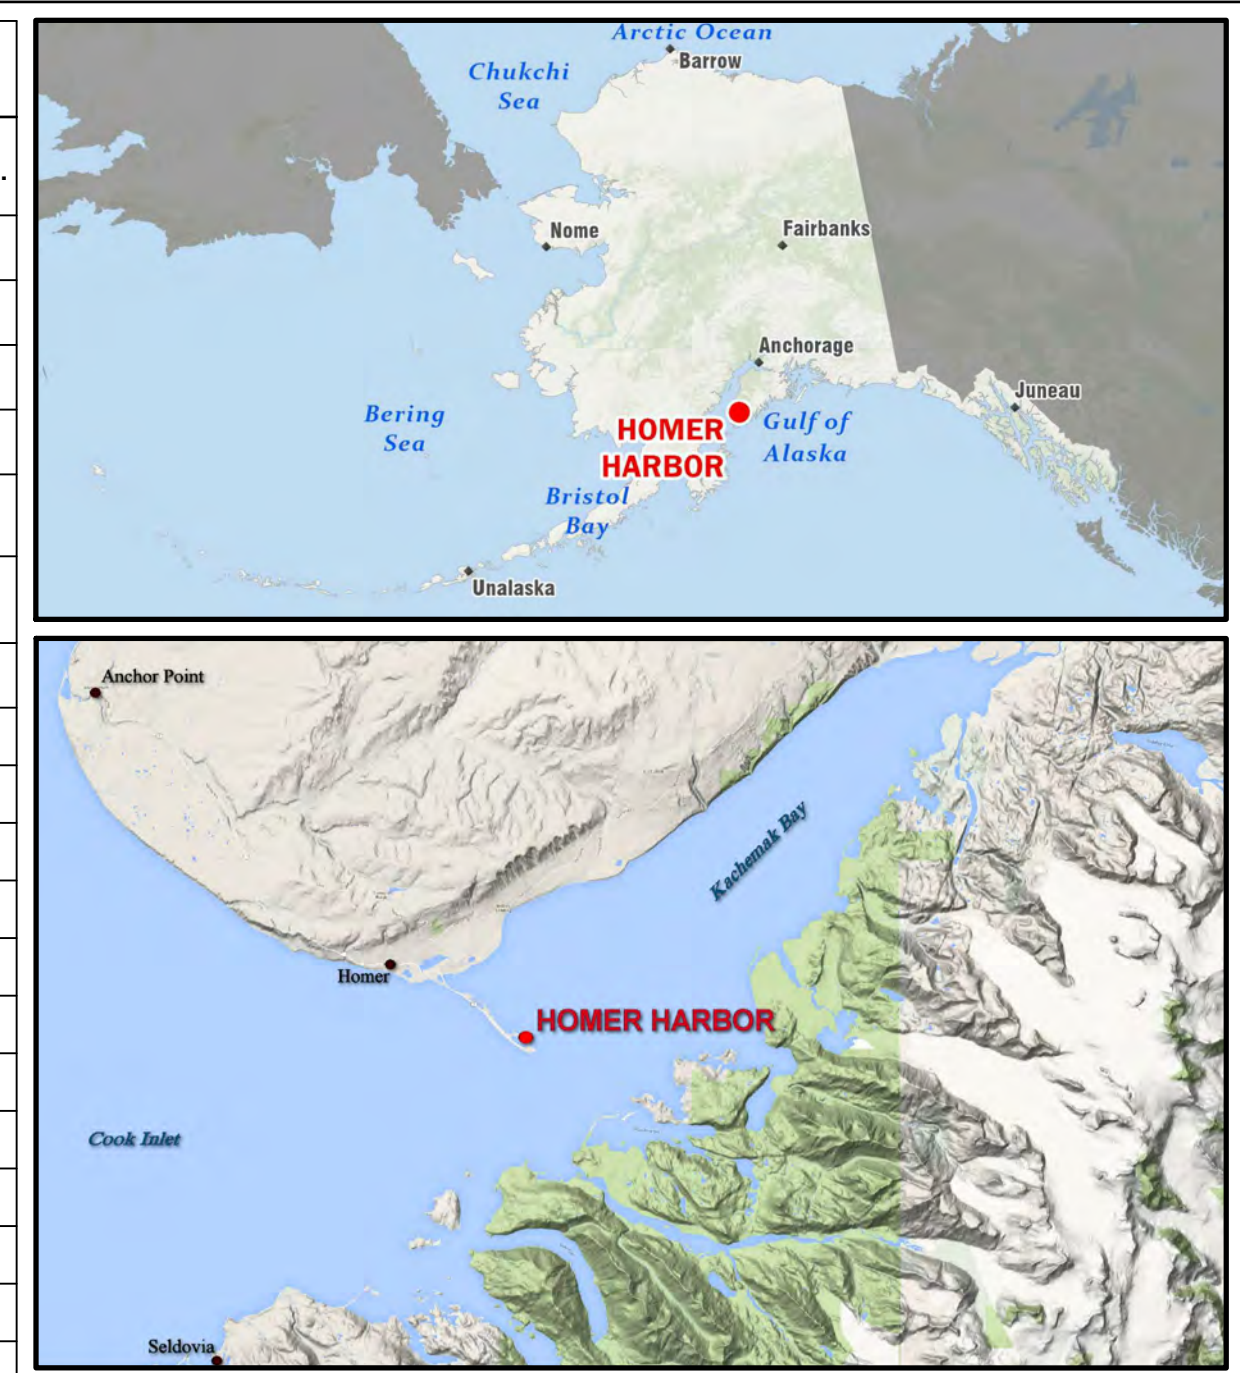 Arctic Ocean
Barrow
Chukchi
Sea
Nome
Fairbanks
Anchorage
Juneau
Bering
Sea
HOMER
HARBOR
Gulf of
Alaska
Bristol
Bay
Unalaska
Anchor Point
Kachemak Bay
Homer
HOMER HARBOR
Cook Inlet
Seldovia